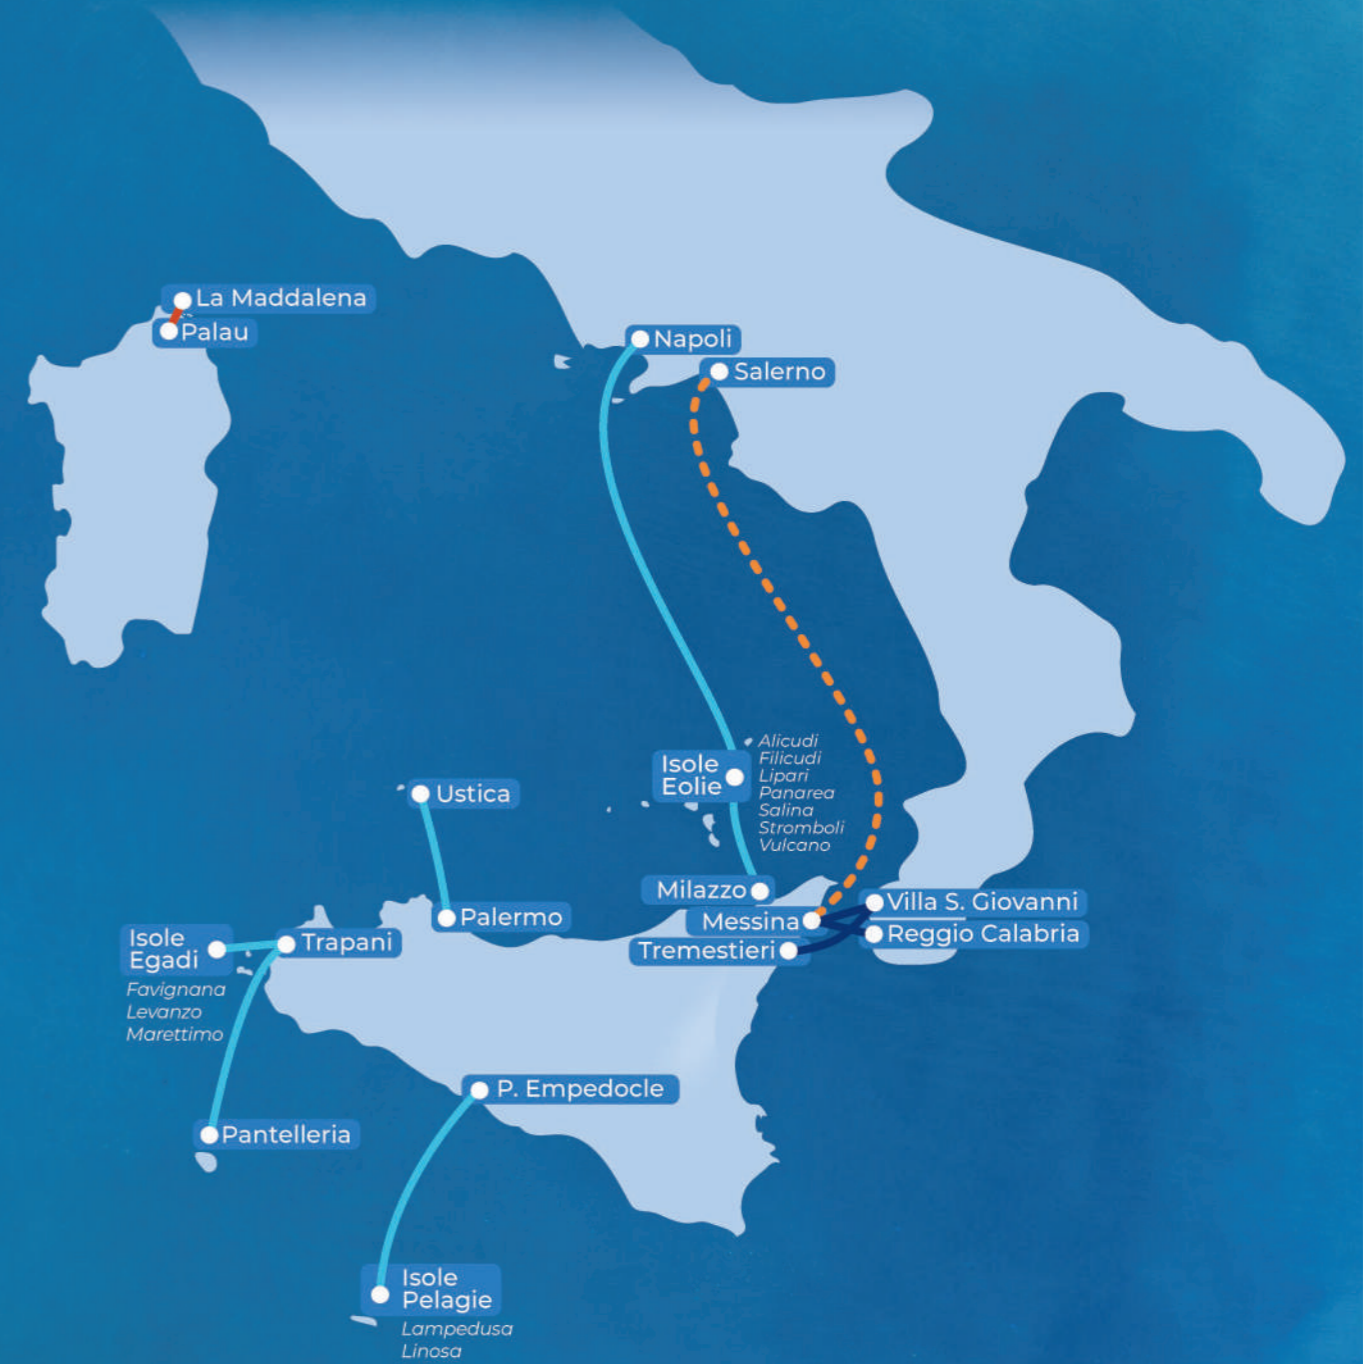 La Maddalena
Palau
Napoli
Salerno
Isole
Eolie
Alicudi
Filicudi
Lipari
Panarea
Salina
Stromboli
Vulcano
Ustica
Milazzo
Villa S. Giovanni
Palermo
Messina
Reggio Calabria
Tremestieri
Isole
Egadi
Trapani
Favignana
Levanzo
Marettimo
P. Empedocle
Pantelleria
Isole
Pelagie
Lampedusa
Linosa